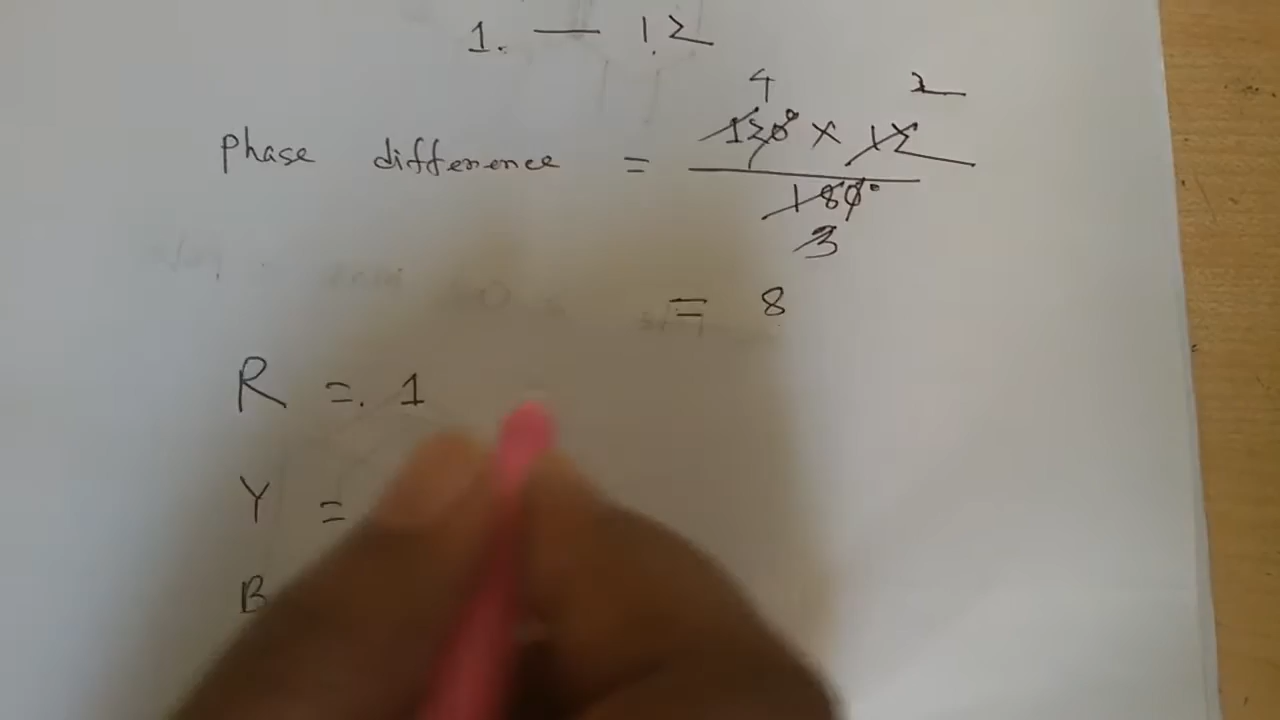 1. — 12
4 2
phase difference = 120° × 12
180°
3
= 8
R = 1
Y =
B